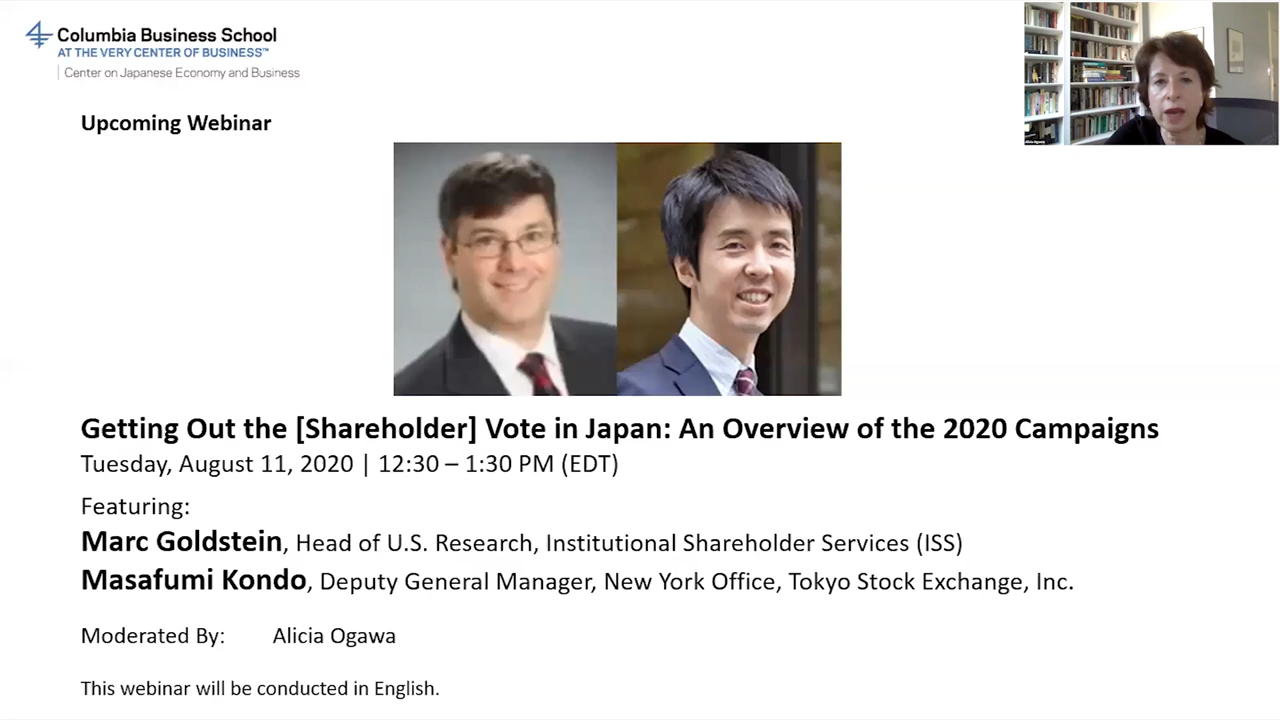 Columbia Business School
AT THE VERY CENTER OF BUSINESS™
Center on Japanese Economy and Business
Upcoming Webinar
Alicia Ogawa
Getting Out the [Shareholder] Vote in Japan: An Overview of the 2020 Campaigns
Tuesday, August 11, 2020 | 12:30 – 1:30 PM (EDT)
Featuring:
Marc Goldstein, Head of U.S. Research, Institutional Shareholder Services (ISS)
Masafumi Kondo, Deputy General Manager, New York Office, Tokyo Stock Exchange, Inc.
Moderated By: Alicia Ogawa
This webinar will be conducted in English.